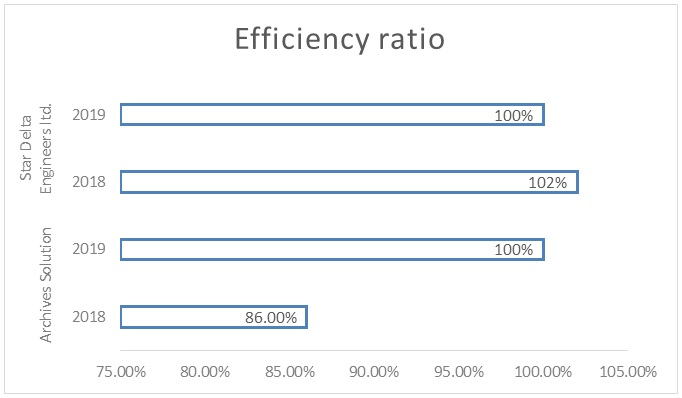 Efficiency ratio
Star Delta
Engineers ltd.
2019
100%
2018
102%
Archives Solution
2019
100%
2018
86.00%
75.00% 80.00% 85.00% 90.00% 95.00% 100.00% 105.00%